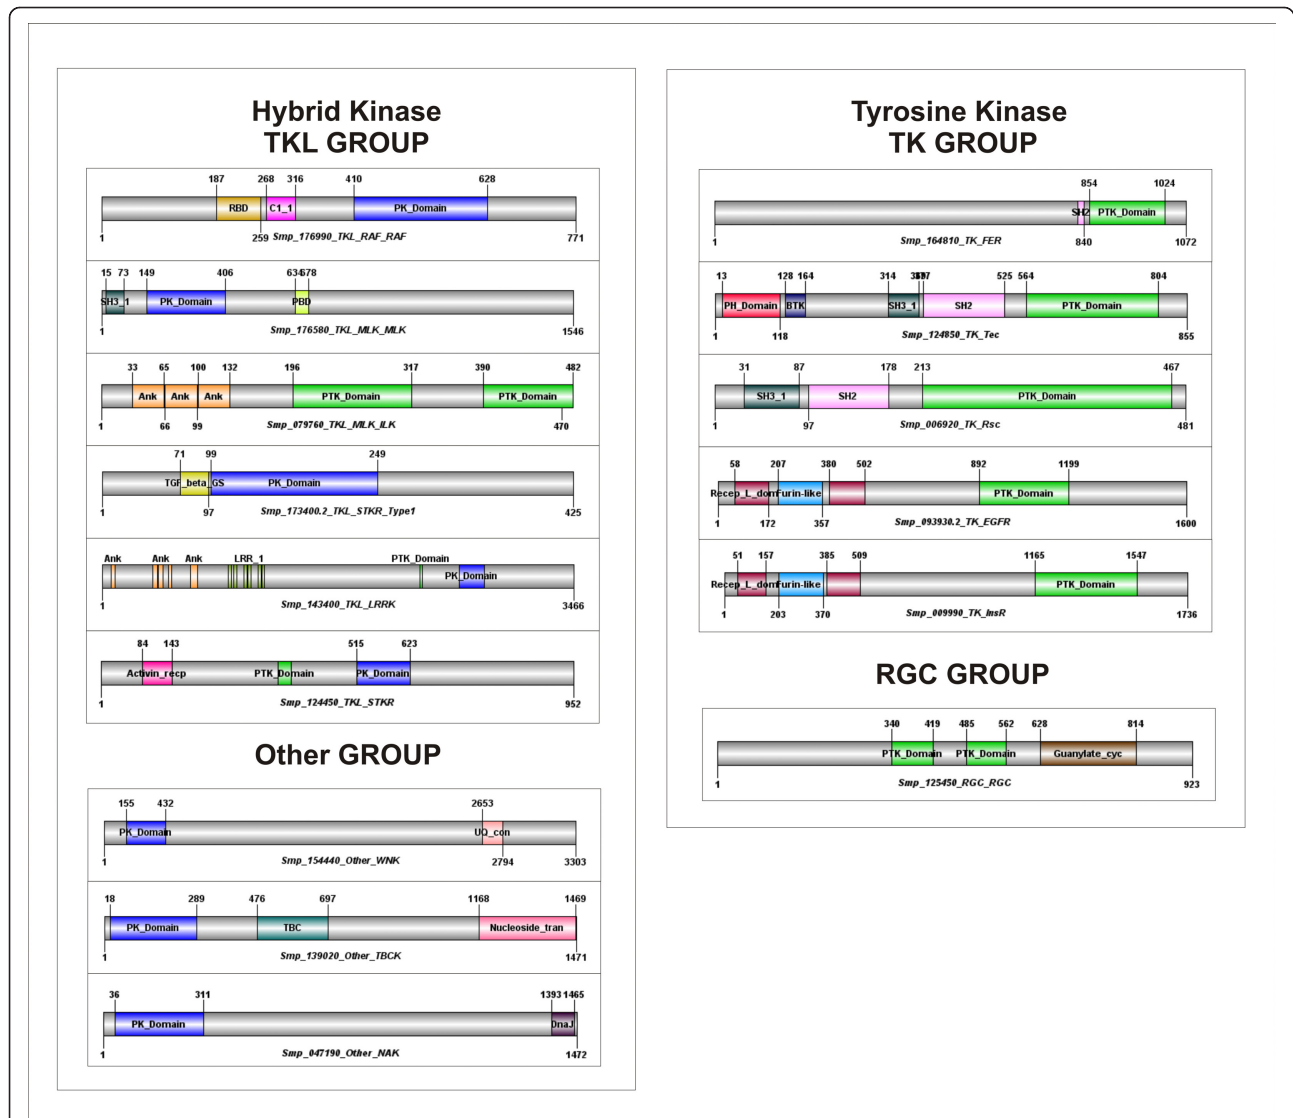 Hybrid Kinase
TKL GROUP
187 268 316 410 628
RBD C1_1 PK_Domain
1 259 771
Smp_176990_TKL_RAF_RAF
15 73 149 406 634 678
SH3_1 PK_Domain PBD
1 1546
Smp_176580_TKL_MLK_MLK
33 65 100 132 196 317 390 482
Ank Ank Ank PTK_Domain PTK_Domain
1 66 99 470
Smp_079760_TKL_MLK_ILK
71 99 249
TGF_beta_GS PK_Domain
1 97 425
Smp_173400.2_TKL_STKR_Type1
Ank Ank Ank LRR_1 PTK_Domain
PK_Domain
1 3466
Smp_143400_TKL_LRRK
84 143 515 623
Activin_recp PTK_Domain PK_Domain
1 952
Smp_124450_TKL_STKR
Other GROUP
155 432 2653
PK_Domain UQ_con
1 2794 3303
Smp_154440_Other_WNK
18 289 476 697 1168 1469
PK_Domain TBC Nucleoside_tran
1 1471
Smp_139020_Other_TBCK
36 311 1393 1465
PK_Domain DnaJ
1 1472
Smp_047190_Other_NAK
Tyrosine Kinase
TK GROUP
854 1024
SH2 PTK_Domain
1 840 1072
Smp_164810_TK_FER
13 128 164 314 525 564 804
PH_Domain BTK SH3_1 SH2 PTK_Domain
1 118 855
Smp_124850_TK_Tec
31 87 178 213 467
SH3_1 SH2 PTK_Domain
1 97 481
Smp_006920_TK_Rsc
58 207 380 502 892 1199
Recep_L_dom Furin-like PTK_Domain
1 172 357 1600
Smp_093930.2_TK_EGFR
51 157 385 509 1165 1547
Recep_L_dom Furin-like PTK_Domain
1 203 370 1736
Smp_009990_TK_InsR
RGC GROUP
340 419 485 562 628 814
PTK_Domain PTK_Domain Guanylate_cyc
1 923
Smp_125450_RGC_RGC